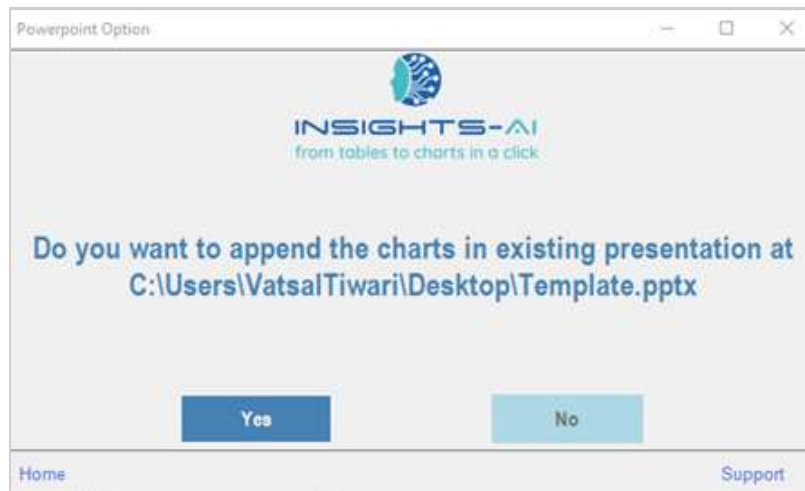 Powerpoint Option
INSIGHTS-AI
from tables to charts in a click
Do you want to append the charts in existing presentation at
C:\Users\VatsalTiwari\Desktop\Template.pptx
Yes No
Home Support